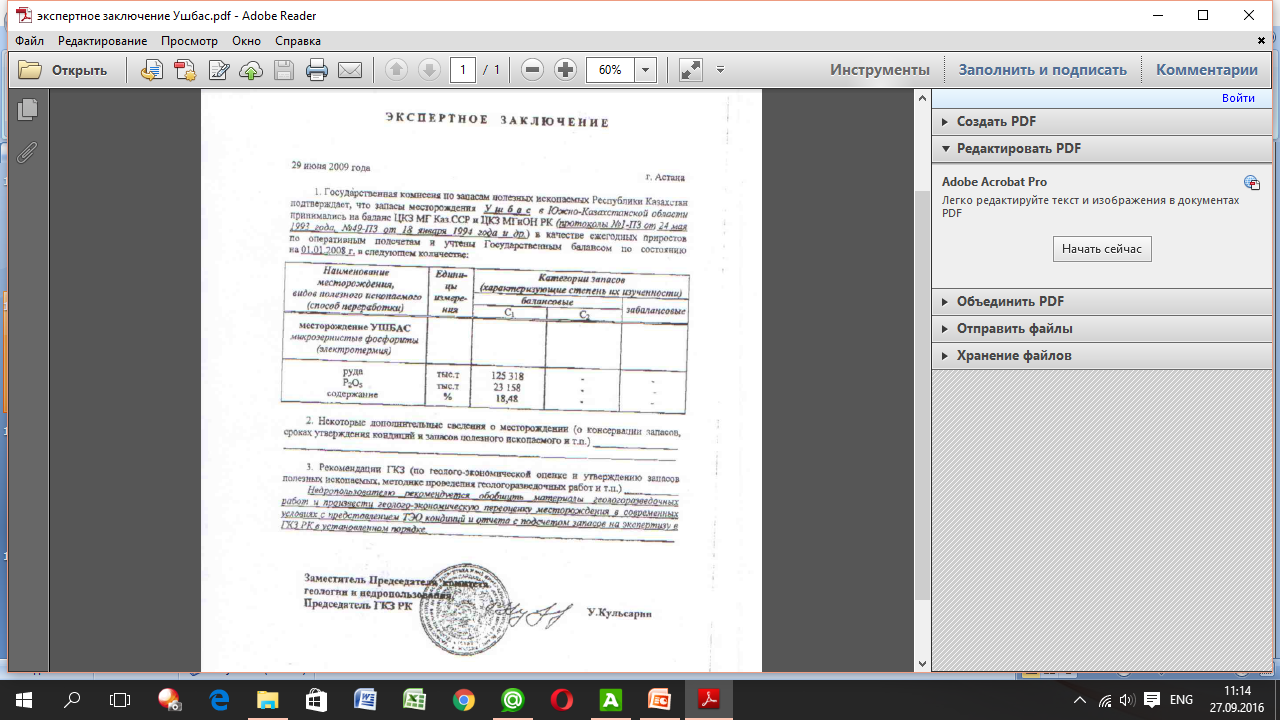 экспертное заключение Ушбас.pdf - Adobe Reader
Файл Редактирование Просмотр Окно Справка
Открыть 1 / 1 60% Инструменты Заполнить и подписать Комментарии
Войти
Создать PDF
Редактировать PDF
Adobe Acrobat Pro
Легко редактируйте текст и изображения в документах
PDF
Начать сейчас
Объединить PDF
Отправить файлы
Хранение файлов
ЭКСПЕРТНОЕ ЗАКЛЮЧЕНИЕ
29 июня 2009 года
г. Астана
1. Государственная комиссия по запасам полезных ископаемых Республики Казахстан
подтверждает, что запасы месторождения Ушбас в Южно-Казахстанской области
принимались на баланс ЦКЗ МГ Каз.ССР и ЦКЗ МГиОН РК (протоколы №1-ПЗ от 24 мая
1993 года, №49-ПЗ от 18 января 1994 года и др.) в качестве ежегодных приростов
по оперативным подсчетам и учтены Государственным балансом по состоянию
на 01.01.2008 г. в следующем количестве:
Наименование
месторождения,
видов полезного ископаемого
(способ переработки)
Едини-
цы
измере-
ния
Категории запасов
(характеризующие степень их изученности)
балансовые
забалансовые
C₁ C₂
месторождение УШБАС
микрозернистые фосфориты
(электротермия)
руда тыс.т 125 318 - -
P₂O₅ тыс.т 23 158 - -
содержание % 18,48 - -
2. Некоторые дополнительные сведения о месторождении (о консервации запасов,
сроках утверждения кондиций и запасов полезного ископаемого и т.п.)
3. Рекомендации ГКЗ (по геолого-экономической оценке и утверждению запасов
полезных ископаемых, методике проведения геологоразведочных работ и т.п.)
Недропользователю рекомендуется обобщить материалы геологоразведочных
работ и произвести геолого-экономическую переоценку месторождения в современных
условиях с представлением ТЭО кондиций и отчета с подсчетом запасов на экспертизу в
ГКЗ РК в установленном порядке.
Заместитель Председателя комитета
геологии и недропользования,
Председатель ГКЗ РК У.Кульсарин
ENG
11:14
27.09.2016